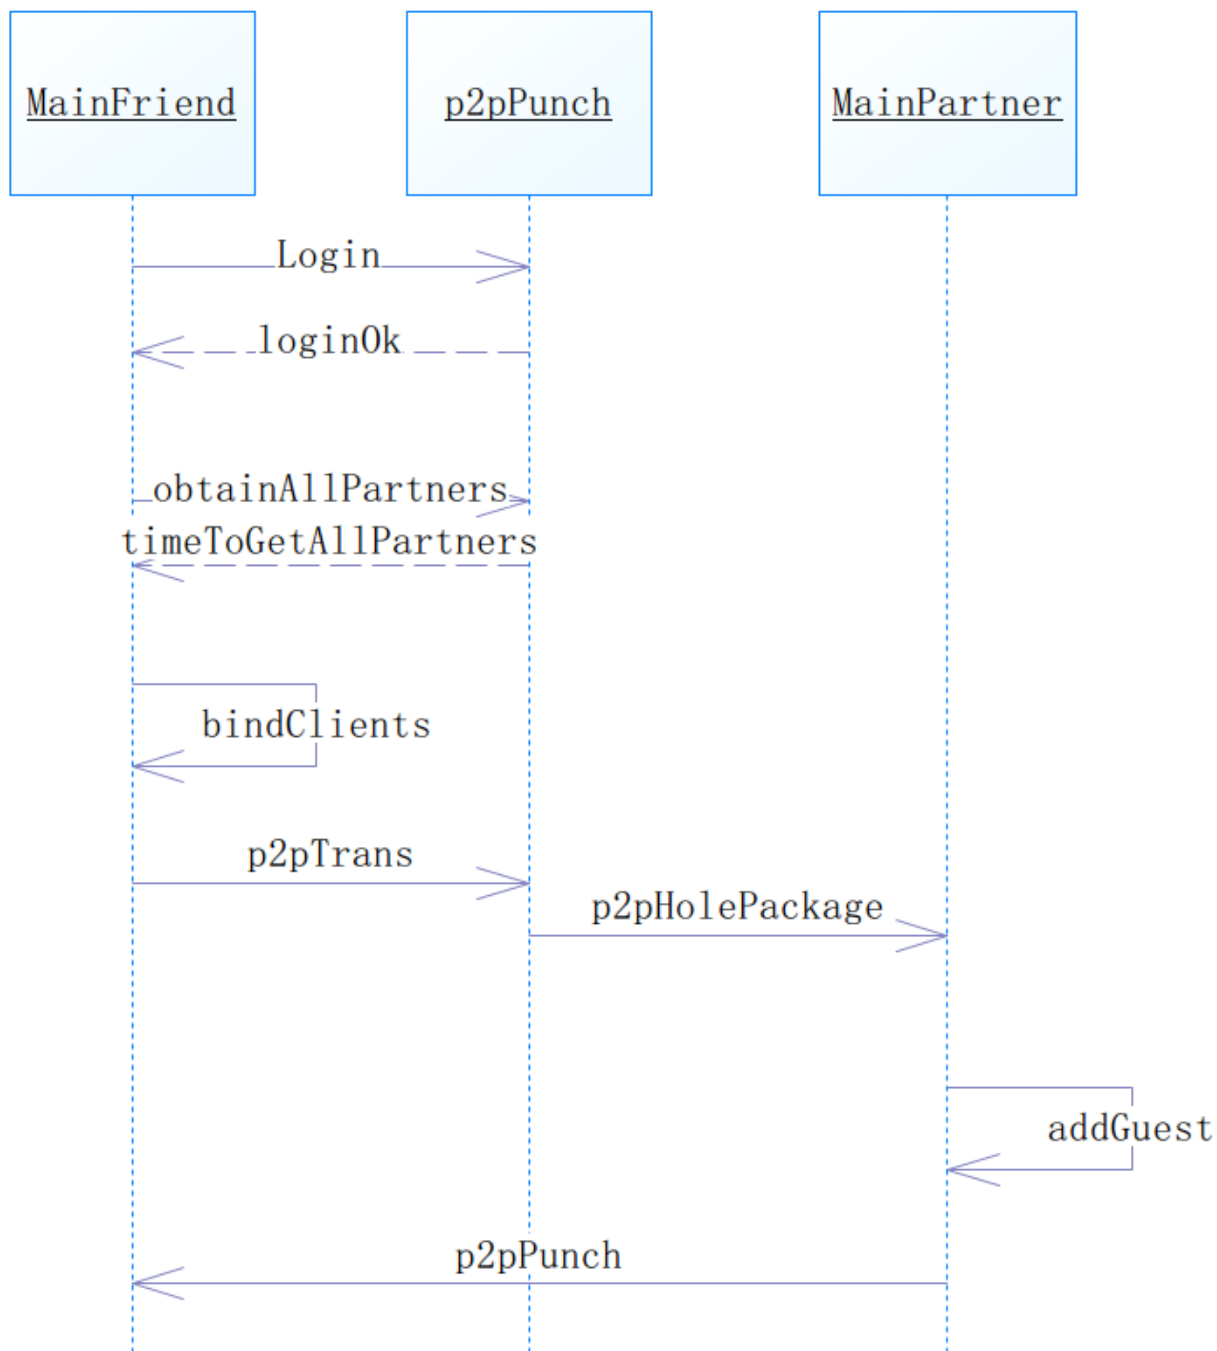 MainFriend
p2pPunch
MainPartner
Login
loginOk
obtainAllPartners
timeToGetAllPartners
bindClients
p2pTrans
p2pHolePackage
addGuest
p2pPunch